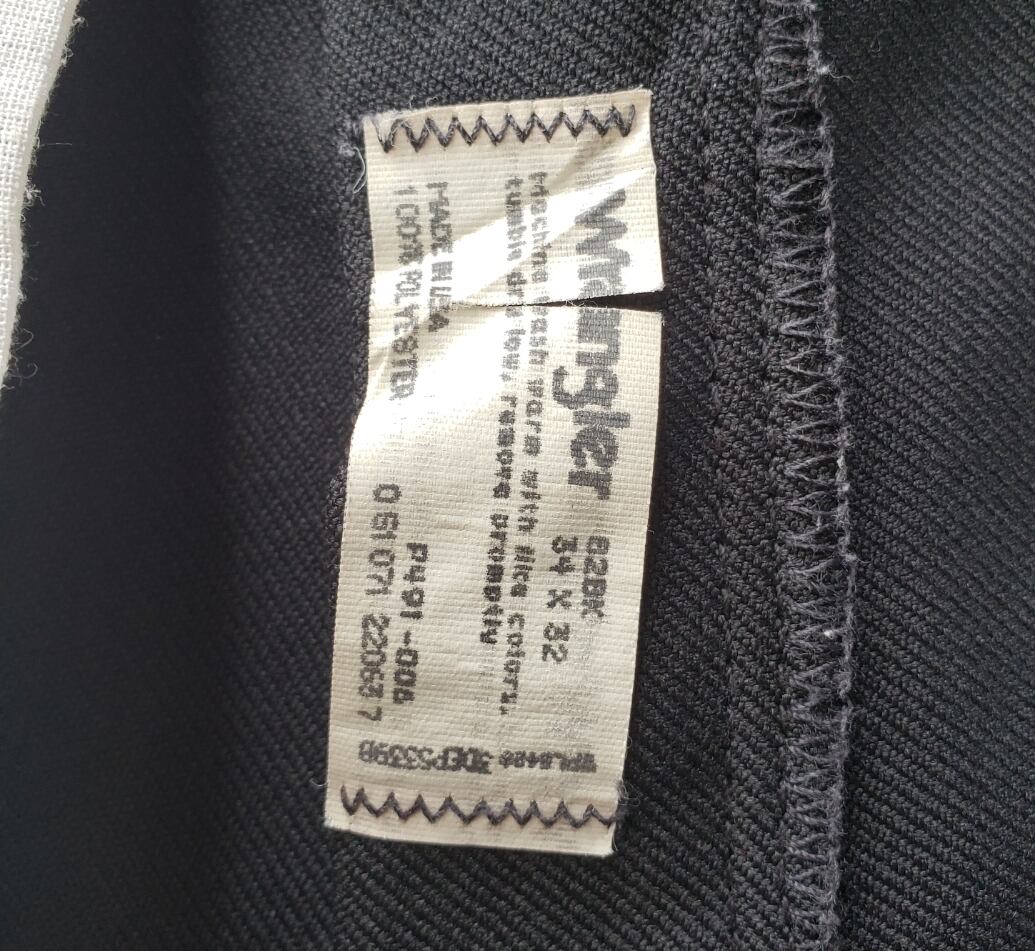 Wrangler 82BK
34 X 32
Machine wash warm with like colors,
tumble dry low, remove promptly
MADE IN USA
100% POLYESTER
P491-006
061071 220637